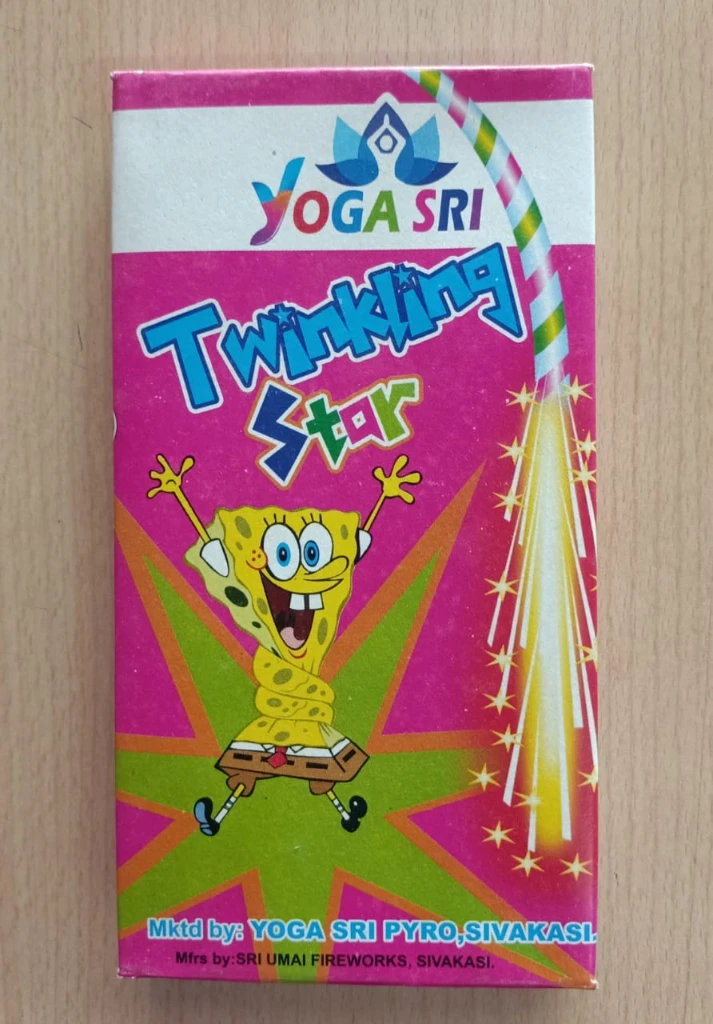 YOGA SRI
Twinkling
Star
Mktd by: YOGA SRI PYRO,SIVAKASI.
Mfrs by:SRI UMAI FIREWORKS, SIVAKASI.